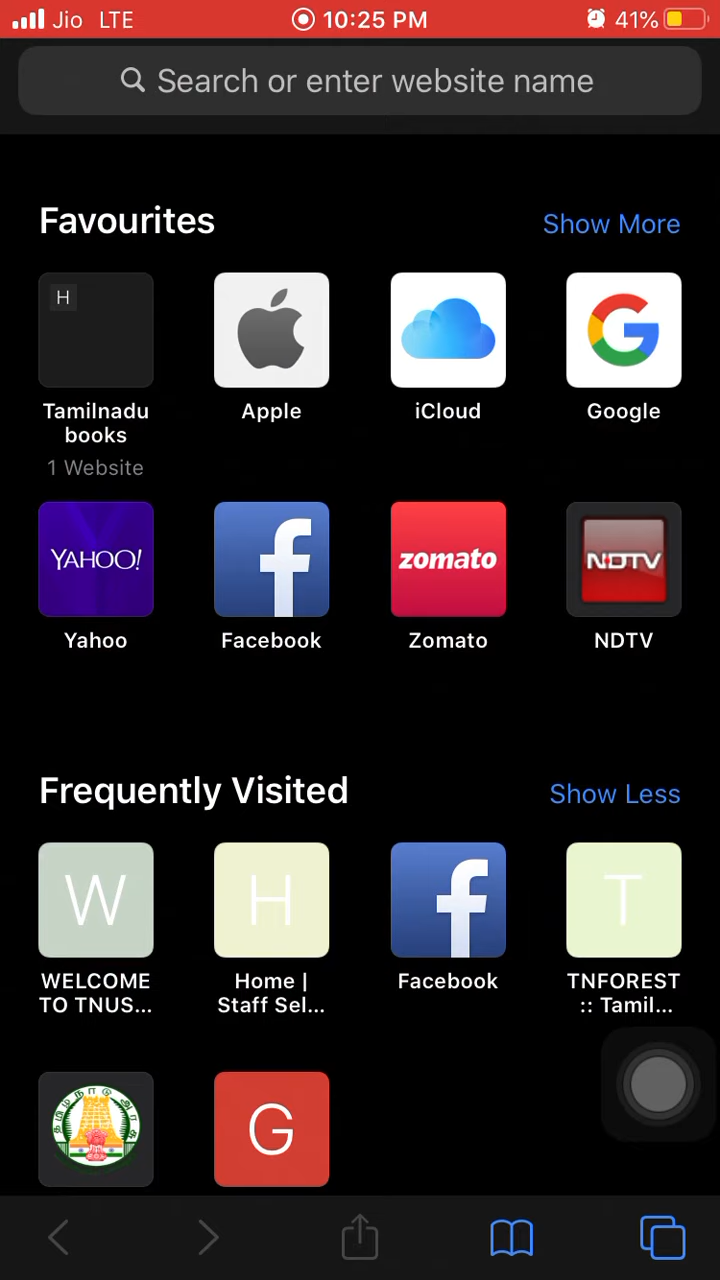 Jio LTE 10:25 PM 41%
Search or enter website name
Favourites Show More
H
Tamilnadu books
1 Website
Apple
iCloud
G
Google
YAHOO!
Yahoo
f
Facebook
zomato
Zomato
NDTV
NDTV
Frequently Visited Show Less
W
WELCOME TO TNUS...
H
Home | Staff Sel...
f
Facebook
T
TNFOREST :: Tamil...
G